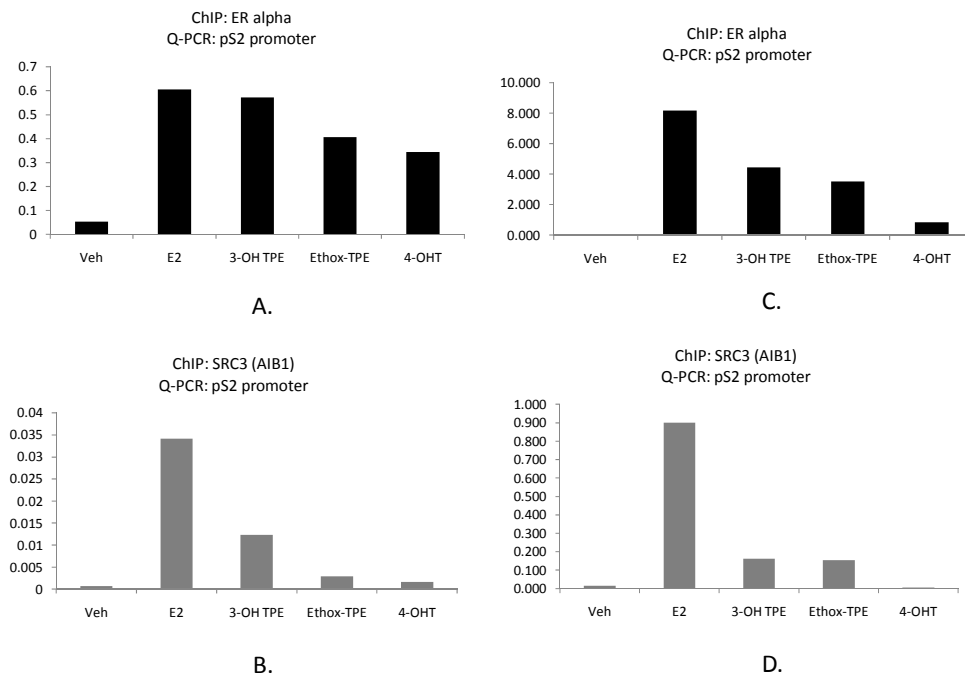 ChIP: ER alpha
Q-PCR: pS2 promoter
0.7
0.6
0.5
0.4
0.3
0.2
0.1
0
Veh E2 3-OH TPE Ethox-TPE 4-OHT
A.
ChIP: ER alpha
Q-PCR: pS2 promoter
10.000
8.000
6.000
4.000
2.000
0.000
Veh E2 3-OH TPE Ethox-TPE 4-OHT
C.
ChIP: SRC3 (AIB1)
Q-PCR: pS2 promoter
0.04
0.035
0.03
0.025
0.02
0.015
0.01
0.005
0
Veh E2 3-OH TPE Ethox-TPE 4-OHT
B.
ChIP: SRC3 (AIB1)
Q-PCR: pS2 promoter
1.000
0.900
0.800
0.700
0.600
0.500
0.400
0.300
0.200
0.100
0.000
Veh E2 3-OH TPE Ethox-TPE 4-OHT
D.